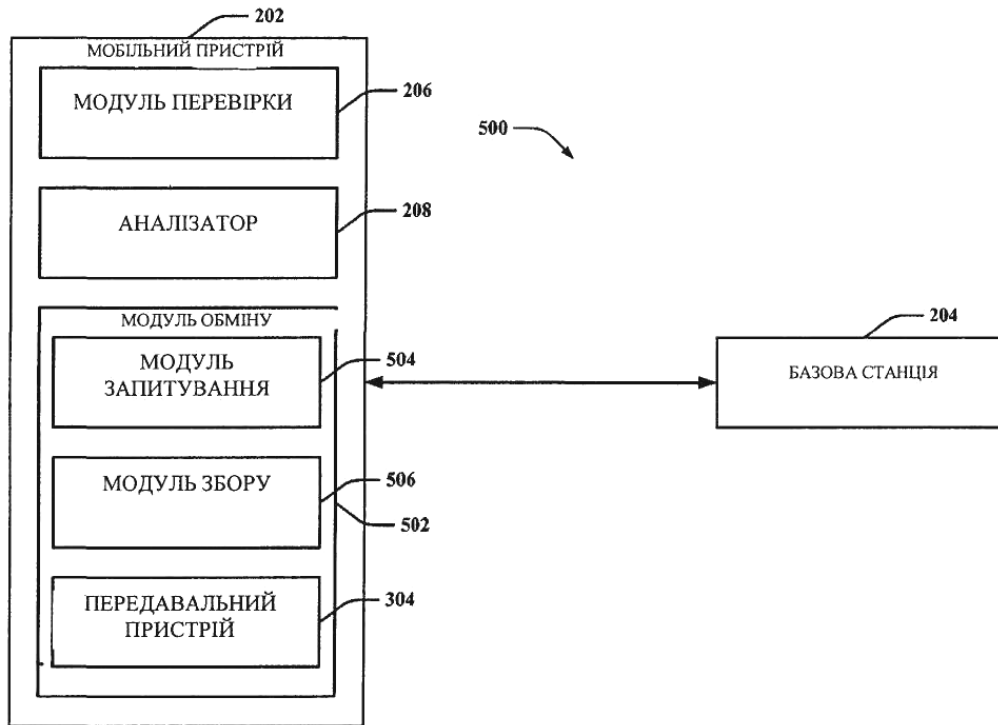 202
МОБІЛЬНИЙ ПРИСТРІЙ
МОДУЛЬ ПЕРЕВІРКИ
206
500
АНАЛІЗАТОР
208
МОДУЛЬ ОБМІНУ
МОДУЛЬ
ЗАПИТУВАННЯ
504
204
БАЗОВА СТАНЦІЯ
МОДУЛЬ ЗБОРУ
506
502
ПЕРЕДАВАЛЬНИЙ
ПРИСТРІЙ
304